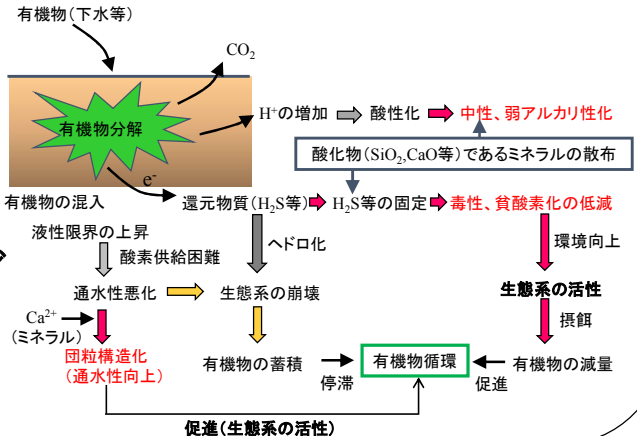 有機物(下水等)
CO2
有機物分解
H+の増加
酸性化
中性、弱アルカリ性化
酸化物(SiO2,CaO等)であるミネラルの散布
e-
有機物の混入
還元物質(H2S等)
H2S等の固定
毒性、貧酸素化の低減
液性限界の上昇
酸素供給困難
ヘドロ化
環境向上
通水性悪化
生態系の崩壊
生態系の活性
Ca2+
(ミネラル)
摂餌
団粒構造化
(通水性向上)
有機物の蓄積
停滞
有機物循環
促進
有機物の減量
促進(生態系の活性)